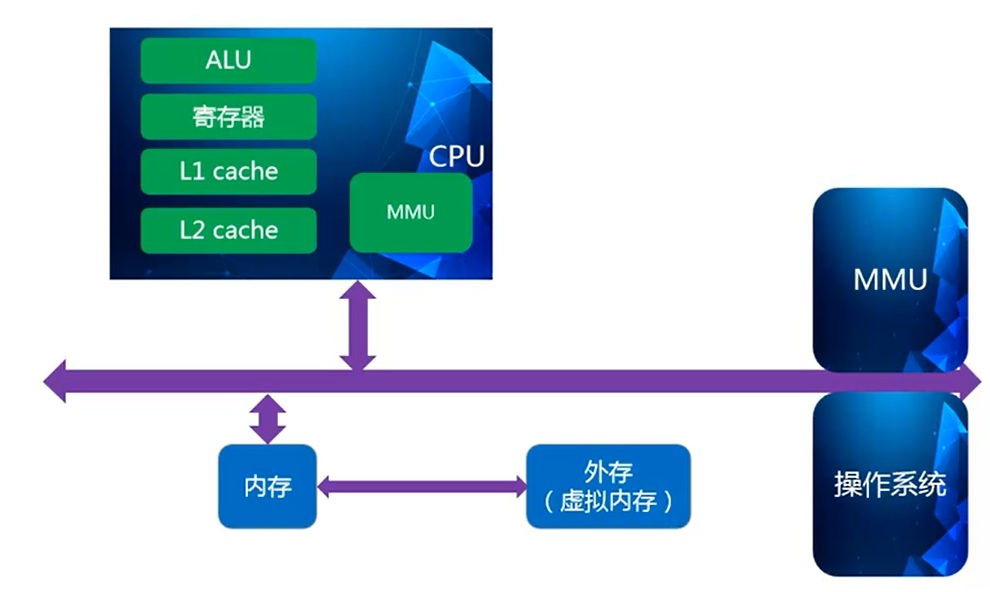 ALU
寄存器
L1 cache
L2 cache
CPU
MMU
MMU
内存
外存
（虚拟内存）
操作系统